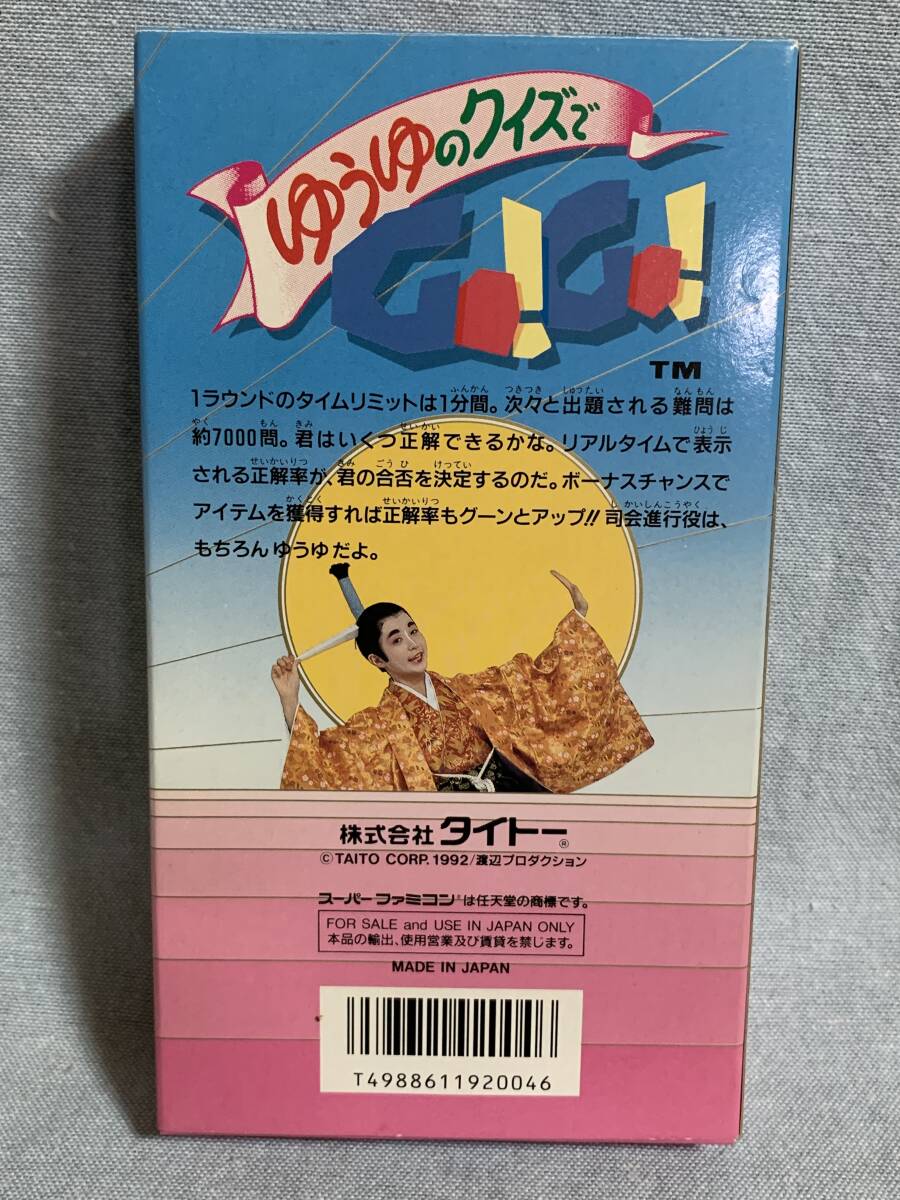 ゆうゆのクイズで
Go!Go!
TM
1ラウンドのタイムリミットは1分間。次々と出題される難問は
約7000問。君はいくつ正解できるかな。リアルタイムで表示
される正解率が、君の合否を決定するのだ。ボーナスチャンスで
アイテムを獲得すれば正解率もグーンとアップ!!司会進行役は、
もちろんゆうゆだよ。
株式会社 タイトー®
©TAITO CORP. 1992/渡辺プロダクション
スーパーファミコン®は任天堂の商標です。
FOR SALE and USE IN JAPAN ONLY
本品の輸出、使用営業及び賃貸を禁じます。
MADE IN JAPAN
T4988611920046